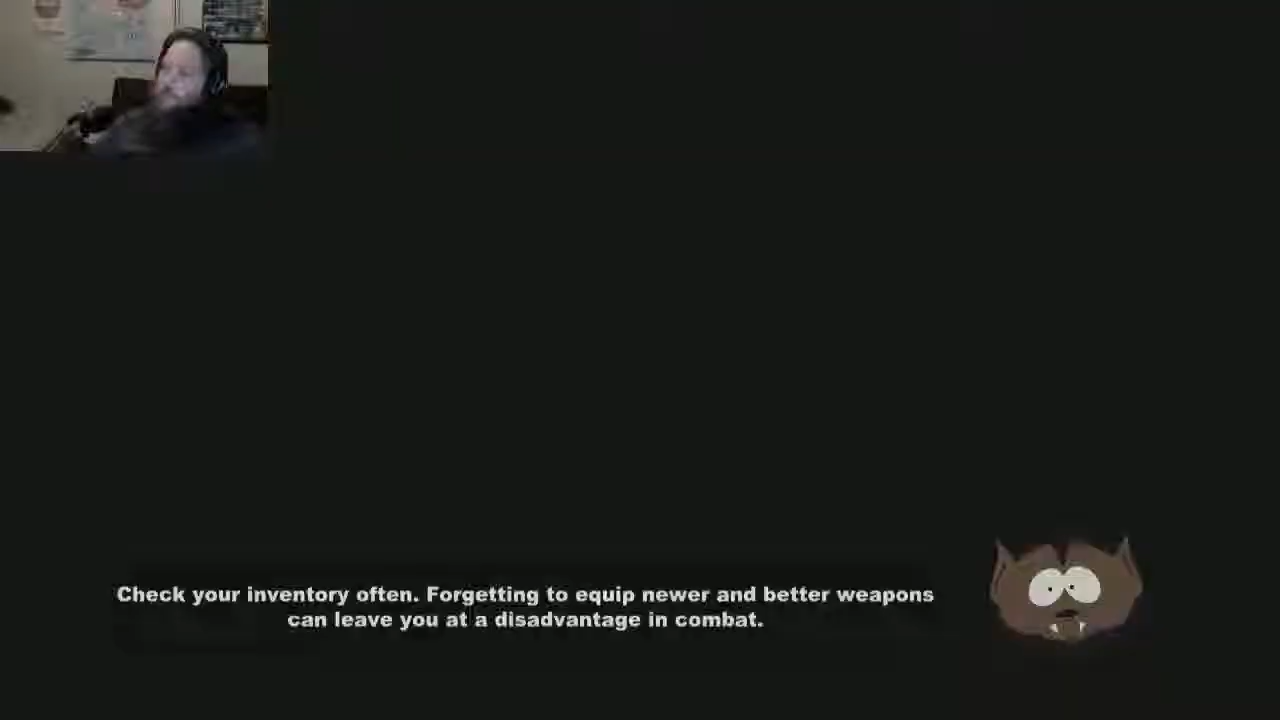 Check your inventory often. Forgetting to equip newer and better weapons
can leave you at a disadvantage in combat.